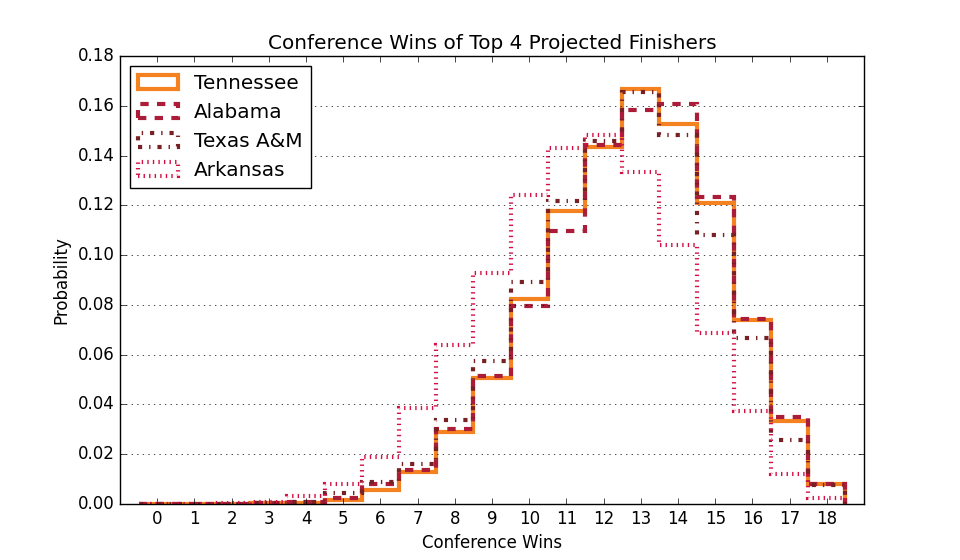 Conference Wins of Top 4 Projected Finishers
0.18
0.16
0.14
0.12
0.10
0.08
0.06
0.04
0.02
0.00
Probability
Tennessee
Alabama
Texas A&M
Arkansas
0 1 2 3 4 5 6 7 8 9 10 11 12 13 14 15 16 17 18
Conference Wins